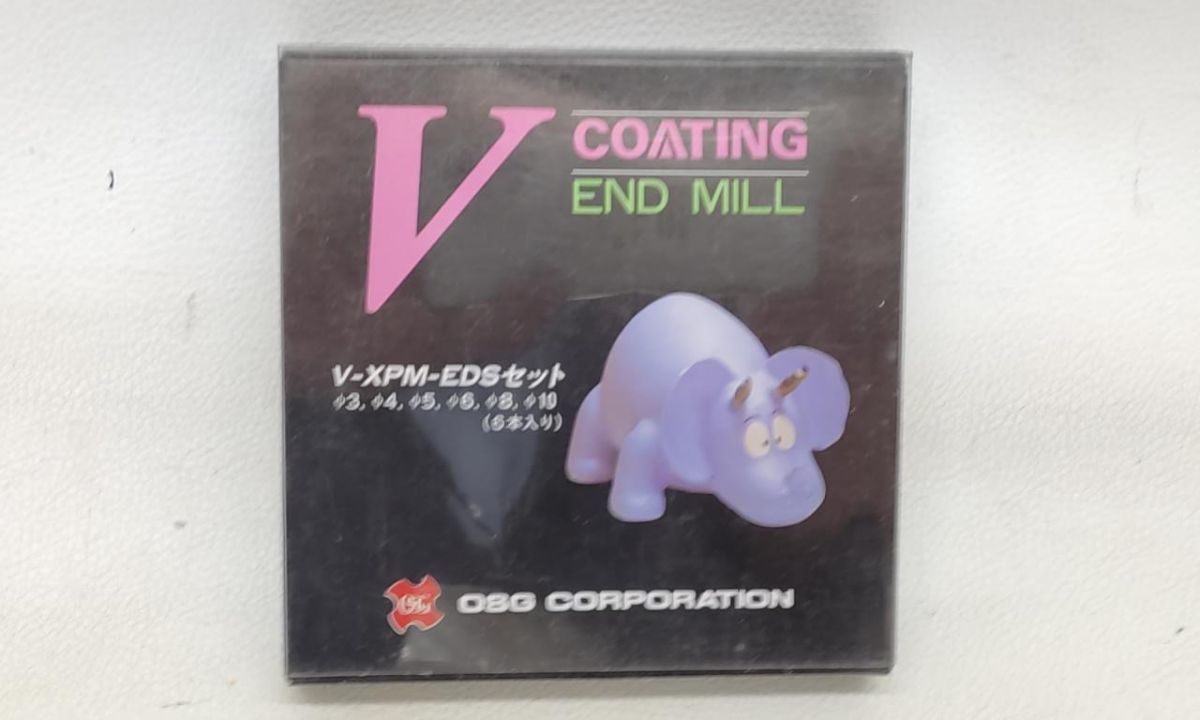 V COATING
END MILL
V-XPM-EDSセット
φ3, φ4, φ5, φ6, φ8, φ10
(6本入り)
OSG OSG CORPORATION